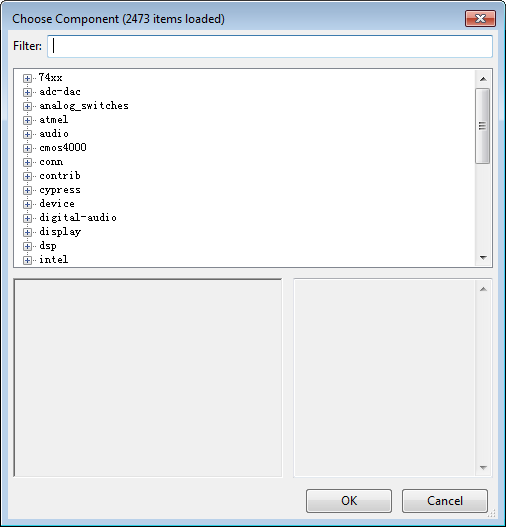 Choose Component (2473 items loaded)
Filter:
74xx
adc-dac
analog_switches
atmel
audio
cmos4000
conn
contrib
cypress
device
digital-audio
display
dsp
intel
OK Cancel